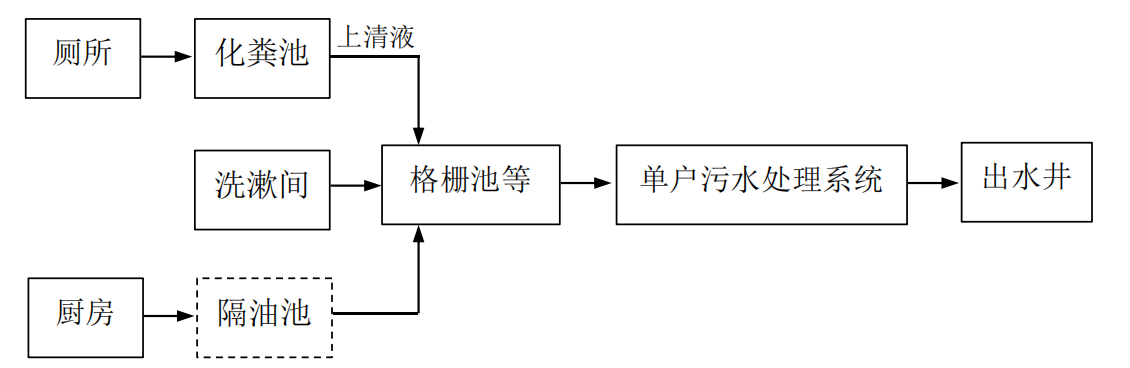 厕所
化粪池
上清液
洗漱间
格栅池等
单户污水处理系统
出水井
厨房
隔油池